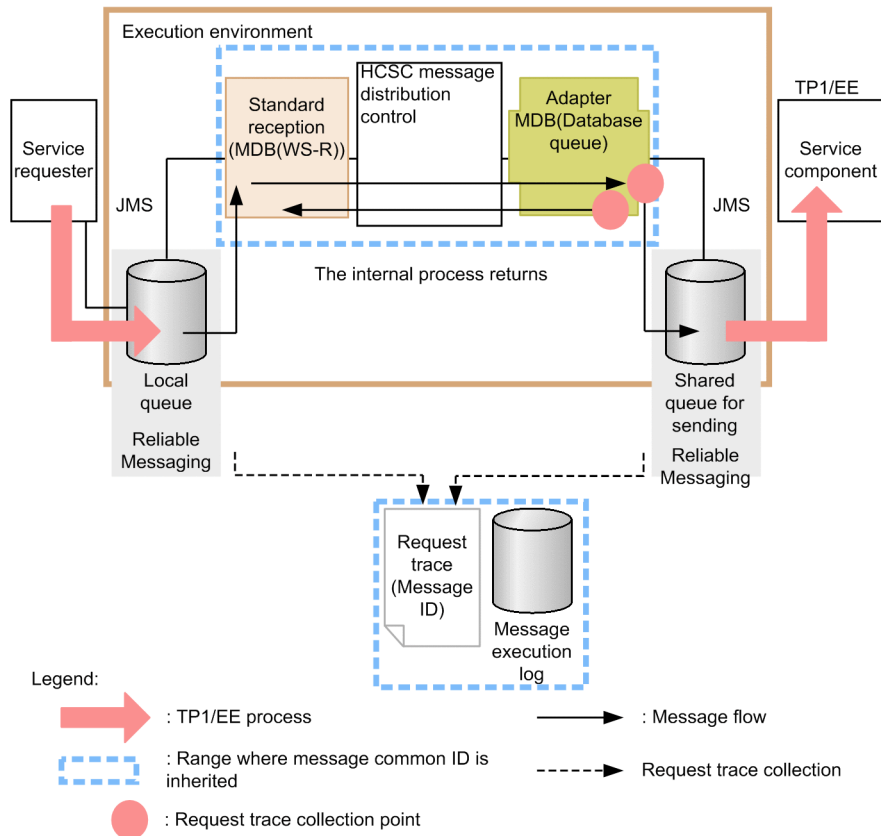 Execution environment
HCSC message
distribution
control
Standard
reception
(MDB(WS-R))
Adapter
MDB(Database
queue)
TP1/EE
Service
requester
Service
component
JMS
JMS
The internal process returns
Local
queue
Reliable
Messaging
Shared
queue for
sending
Reliable
Messaging
Request
trace
(Message
ID)
Message
execution
log
Legend:
: TP1/EE process
: Message flow
: Range where message common ID is
inherited
: Request trace collection
: Request trace collection point